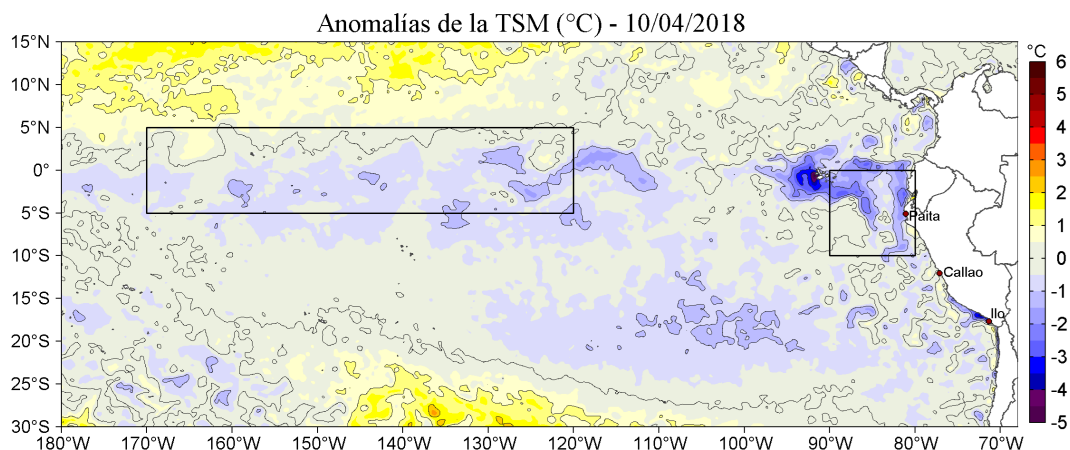 Anomalías de la TSM (°C) - 10/04/2018
15°N
10°N
5°N
0°
5°S
10°S
15°S
20°S
25°S
30°S
180°W
170°W
160°W
150°W
140°W
130°W
120°W
110°W
100°W
90°W
80°W
70°W
Paita
Callao
Ilo
°C
6
5
4
3
2
1
0
-1
-2
-3
-4
-5